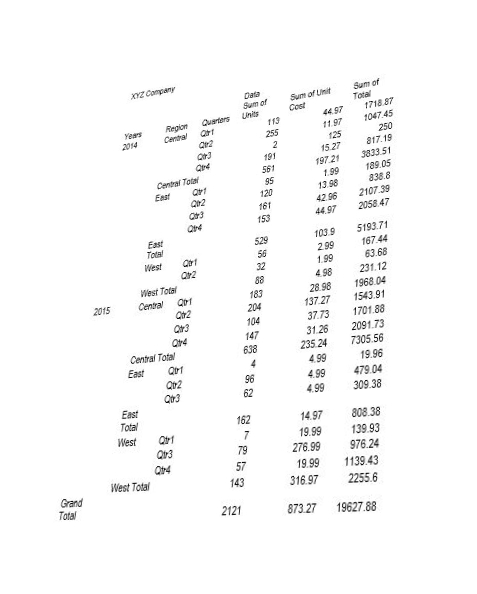 XYZ Company Data
Years Region Quarters Sum of Units Sum of Unit Cost Sum of Total
2014 Central Qtr1 113 44.97 1718.87
Qtr2 255 11.97 1047.45
Qtr3 2 125 250
Qtr4 191 15.27 817.19
Central Total 561 197.21 3833.51
East Qtr1 95 1.99 189.05
Qtr2 120 13.98 838.8
Qtr3 161 42.96 2107.39
Qtr4 153 44.97 2058.47
East Total 529 103.9 5193.71
West Qtr1 56 2.99 167.44
Qtr2 32 1.99 63.68
West Total 88 4.98 231.12
2015 Central Qtr1 183 28.98 1968.04
Qtr2 204 137.27 1543.91
Qtr3 104 37.73 1701.88
Qtr4 147 31.26 2091.73
Central Total 638 235.24 7305.56
East Qtr1 4 4.99 19.96
Qtr2 96 4.99 479.04
Qtr3 62 4.99 309.38
East Total 162 14.97 808.38
West Qtr1 7 19.99 139.93
Qtr3 79 276.99 976.24
Qtr4 57 19.99 1139.43
West Total 143 316.97 2255.6
Grand Total 2121 873.27 19627.88